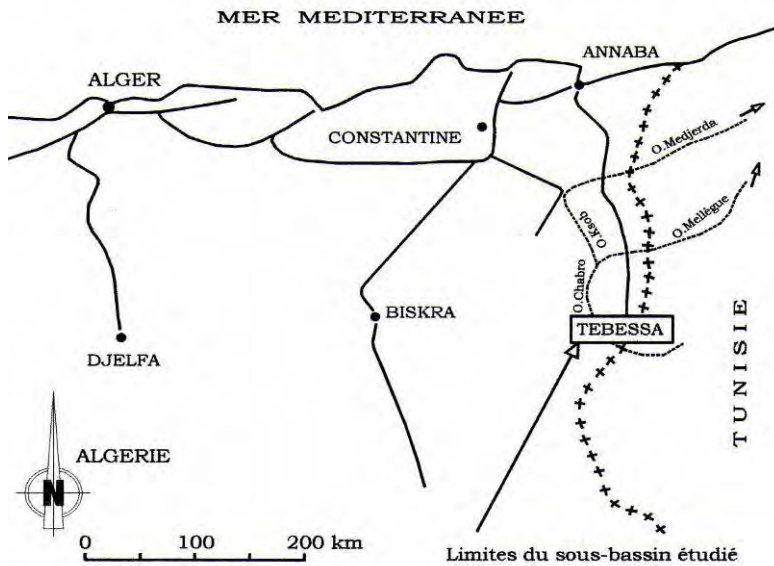 MER MEDITERRANEE
ANNABA
ALGER
CONSTANTINE
O.Medjerda
O.Mellègue
O.Ksob
O.Chabro
BISKRA
TEBESSA
DJELFA
TUNISIE
ALGERIE
N
0 100 200 km
Limites du sous-bassin étudié